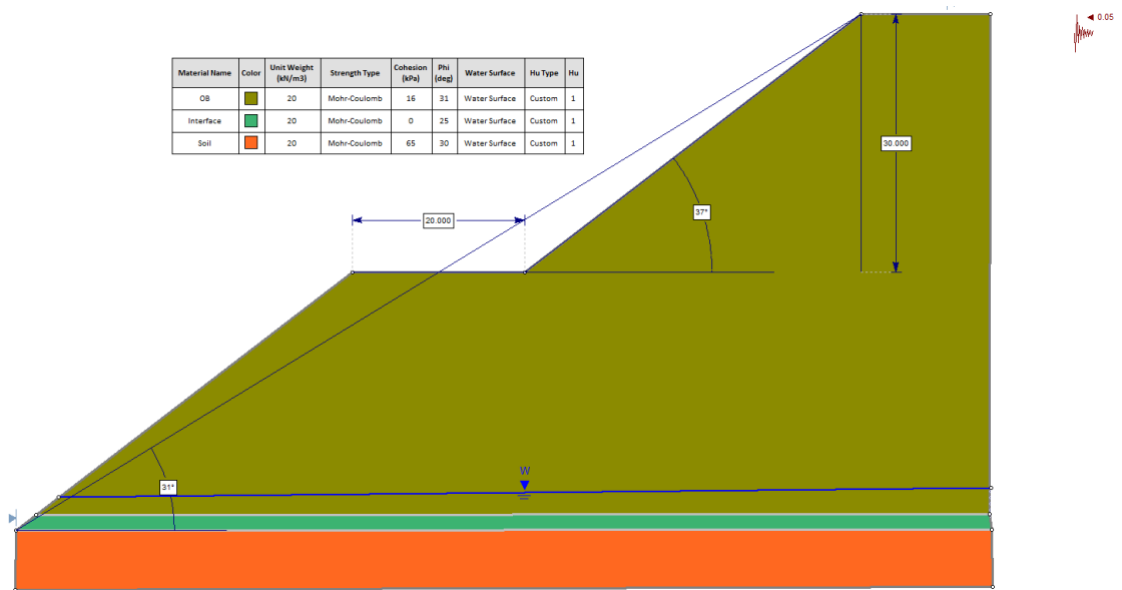 0.05
Material Name Color Unit Weight (kN/m3) Strength Type Cohesion (kPa) Phi (deg) Water Surface Hu Type Hu
OB 20 Mohr-Coulomb 16 31 Water Surface Custom 1
Interface 20 Mohr-Coulomb 0 25 Water Surface Custom 1
Soil 20 Mohr-Coulomb 65 30 Water Surface Custom 1
30.000
37°
20.000
W
31°